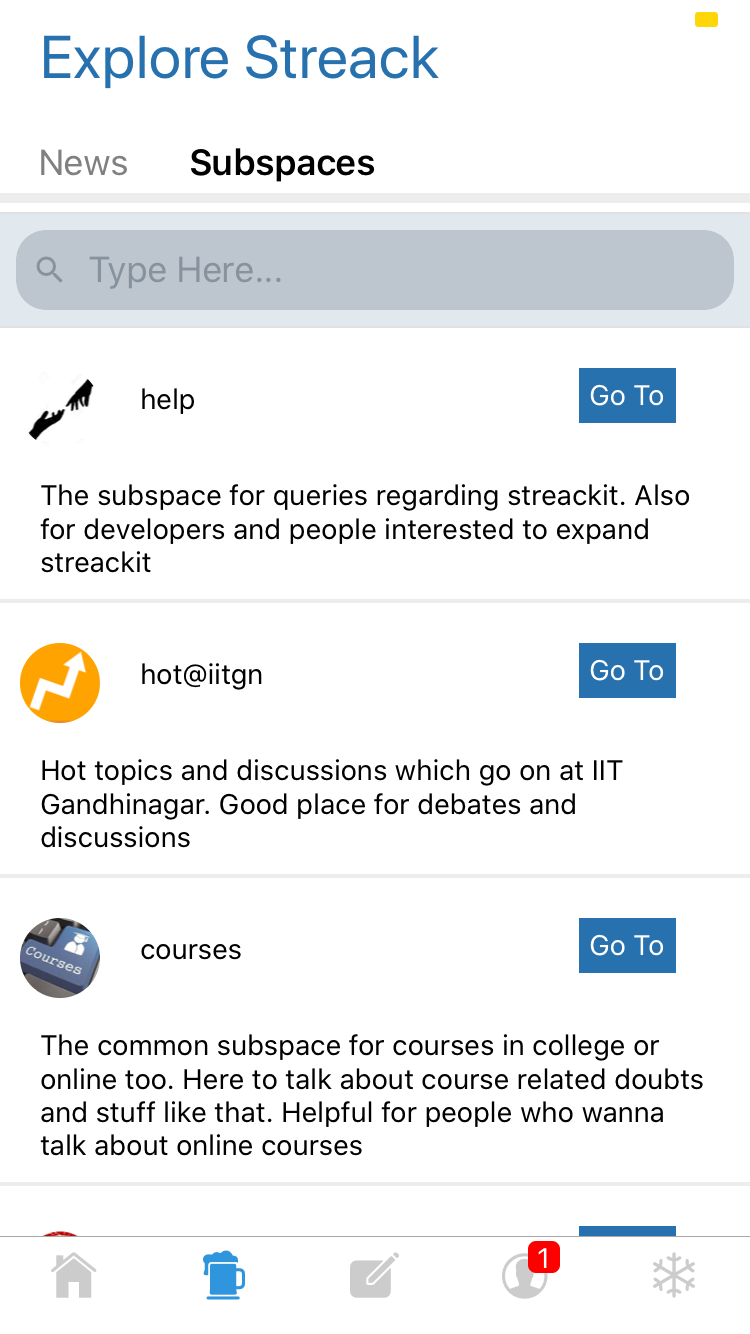 Explore Streack
News Subspaces
Type Here...
help Go To
The subspace for queries regarding streackit. Also
for developers and people interested to expand
streackit
hot@iitgn Go To
Hot topics and discussions which go on at IIT
Gandhinagar. Good place for debates and
discussions
Courses
courses Go To
The common subspace for courses in college or
online too. Here to talk about course related doubts
and stuff like that. Helpful for people who wanna
talk about online courses
1